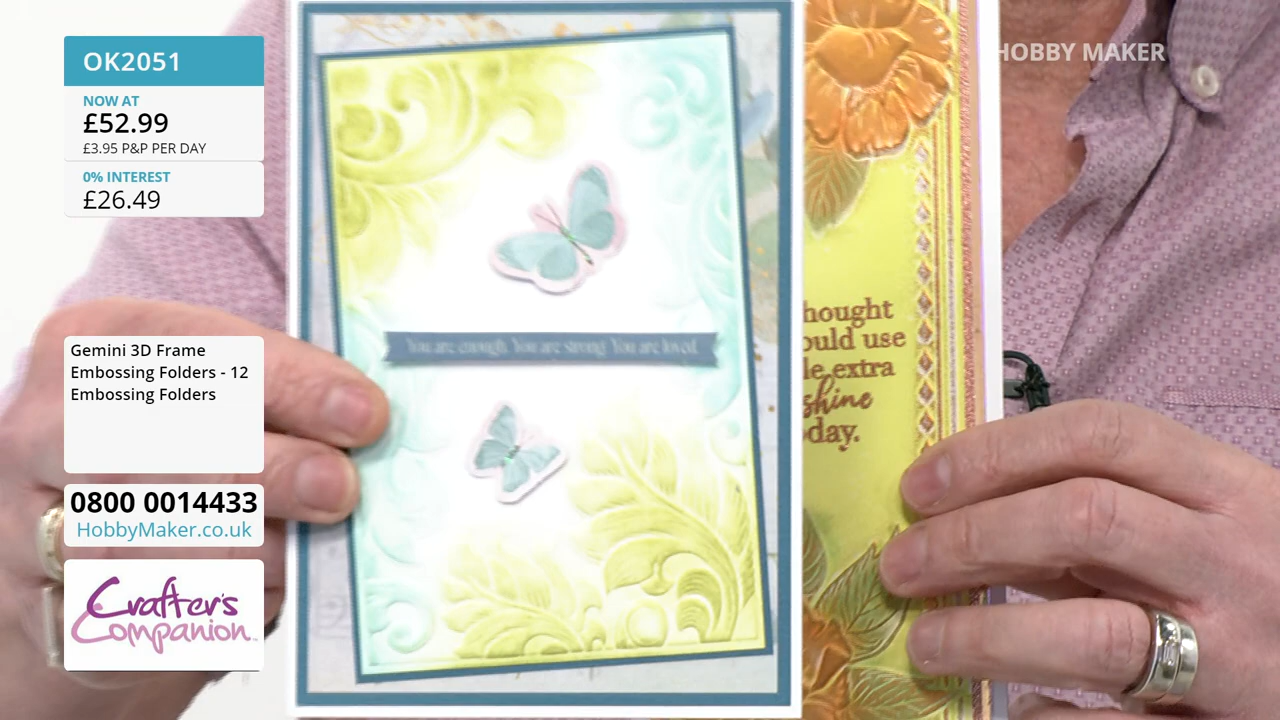 OK2051
NOW AT
£52.99
£3.95 P&P PER DAY
0% INTEREST
£26.49
Gemini 3D Frame
Embossing Folders - 12
Embossing Folders
0800 0014433
HobbyMaker.co.uk
Crafter's
Companion
HOBBY MAKER
You are enough. You are strong. You are loved.
hought
ould use
le extra
shine
day.